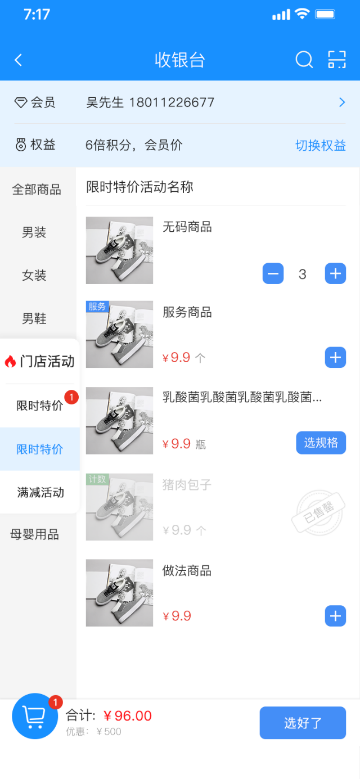 7:17
收银台
会员 吴先生 18011226677
权益 6倍积分，会员价 切换权益
全部商品
男装
女装
男鞋
门店活动
限时特价 1
限时特价
满减活动
母婴用品
限时特价活动名称
无码商品
3
服务
服务商品
¥9.9 个
乳酸菌乳酸菌乳酸菌乳酸菌...
¥9.9 瓶 选规格
计数
猪肉包子
¥9.9 个 已售罄
做法商品
¥9.9
1
合计: ¥96.00
优惠: ¥500
选好了